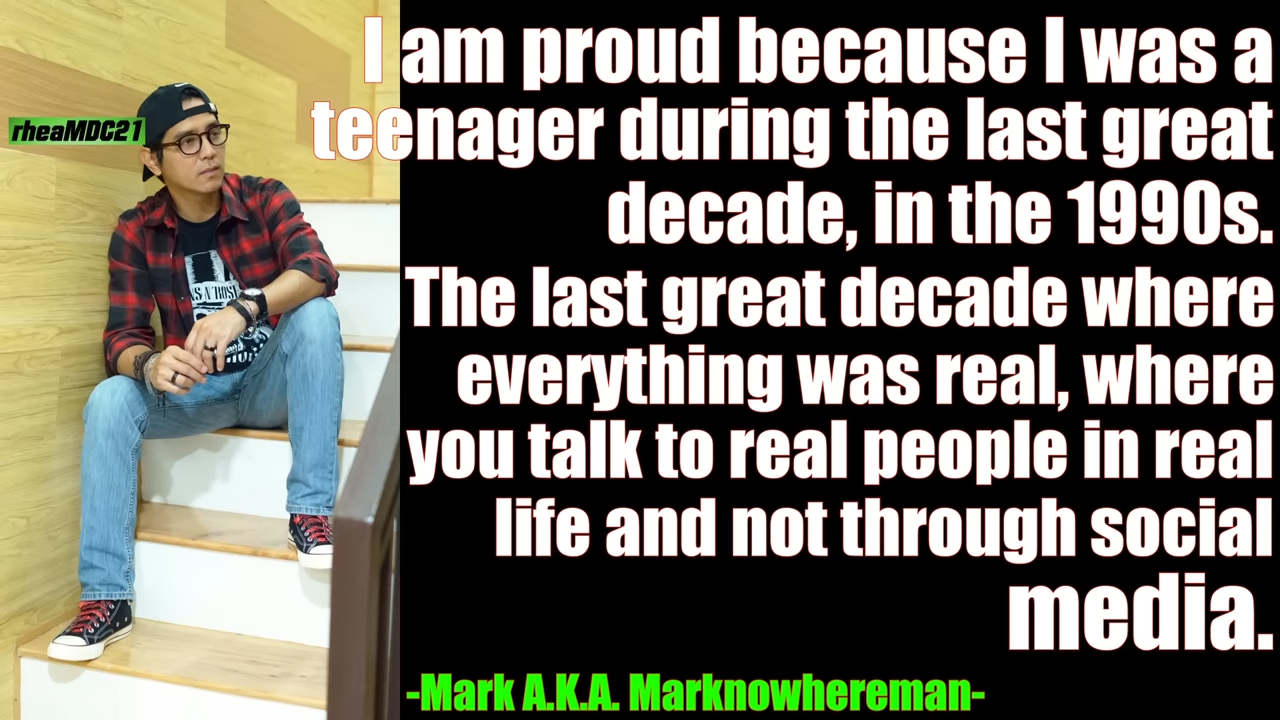 rheaMDC21
I am proud because I was a
teenager during the last great
decade, in the 1990s.
The last great decade where
everything was real, where
you talk to real people in real
life and not through social
media.
-Mark A.K.A. Marknowhereman-